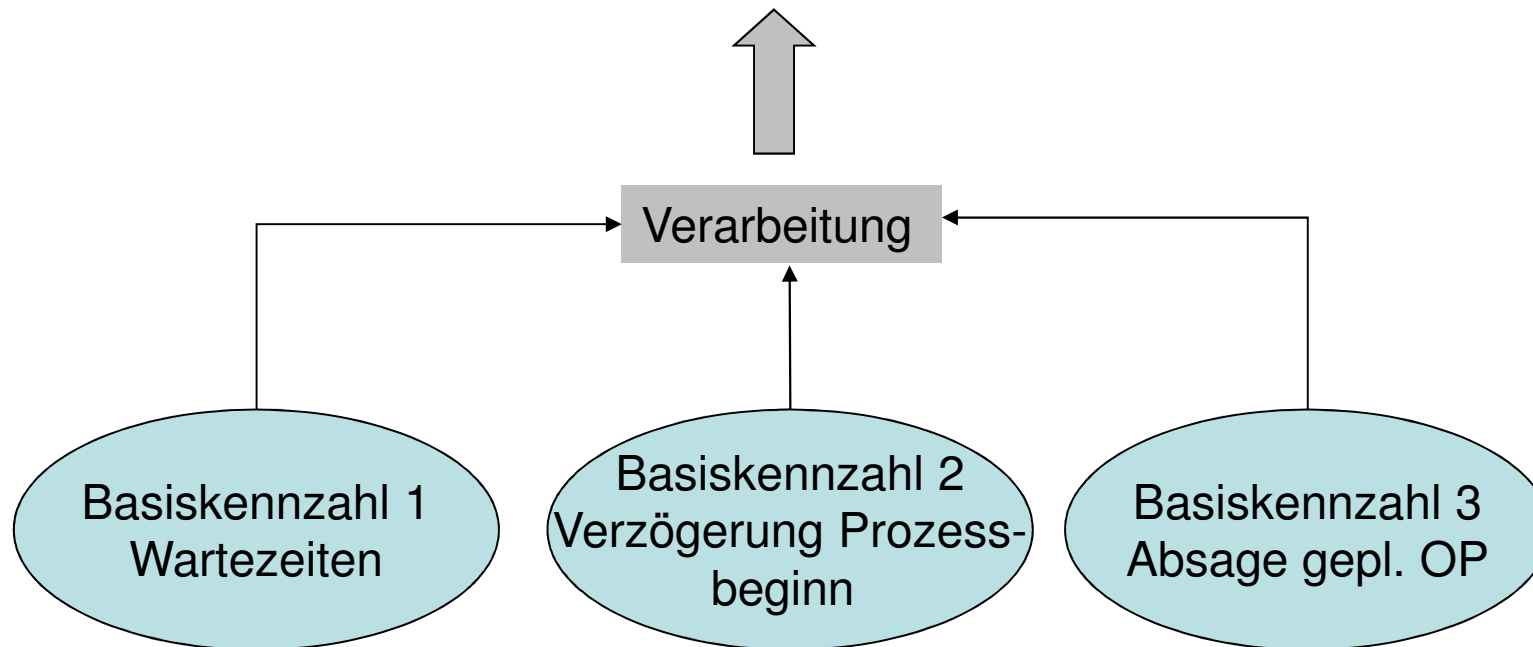 Verarbeitung
Basiskennzahl 1
Wartezeiten
Basiskennzahl 2
Verzögerung Prozess-
beginn
Basiskennzahl 3
Absage gepl. OP